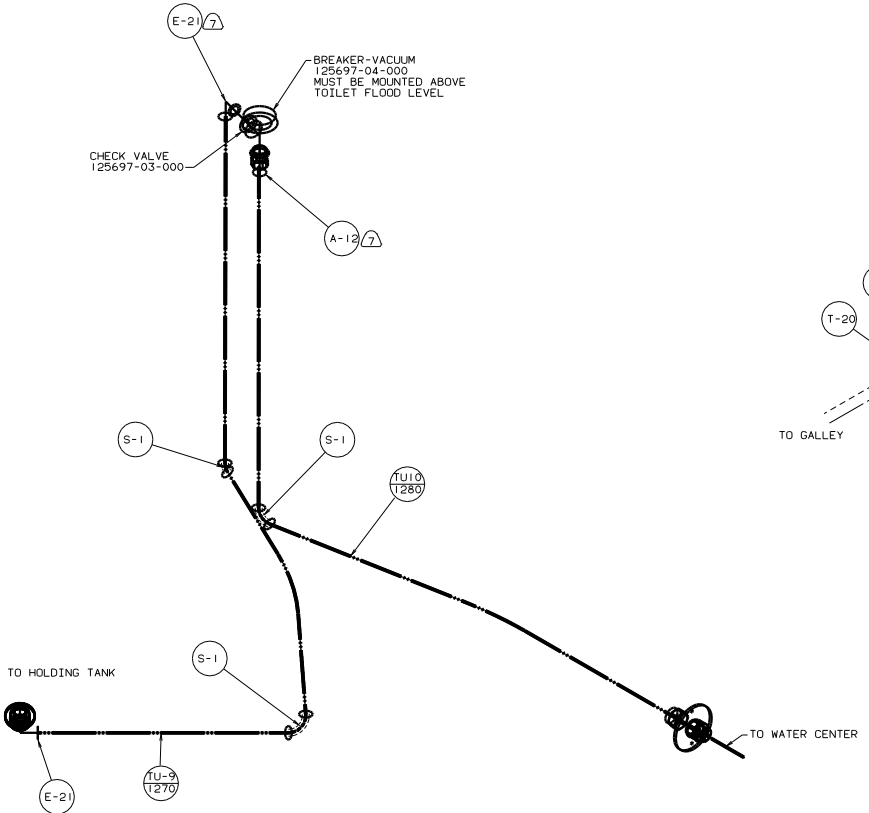 E-21 7
BREAKER-VACUUM
125697-04-000
MUST BE MOUNTED ABOVE
TOILET FLOOD LEVEL
CHECK VALVE
125697-03-000
A-12 7
T-20
TO GALLEY
S-1
S-1
TU10
1280
S-1
TO HOLDING TANK
TO WATER CENTER
TU-9
1270
E-21